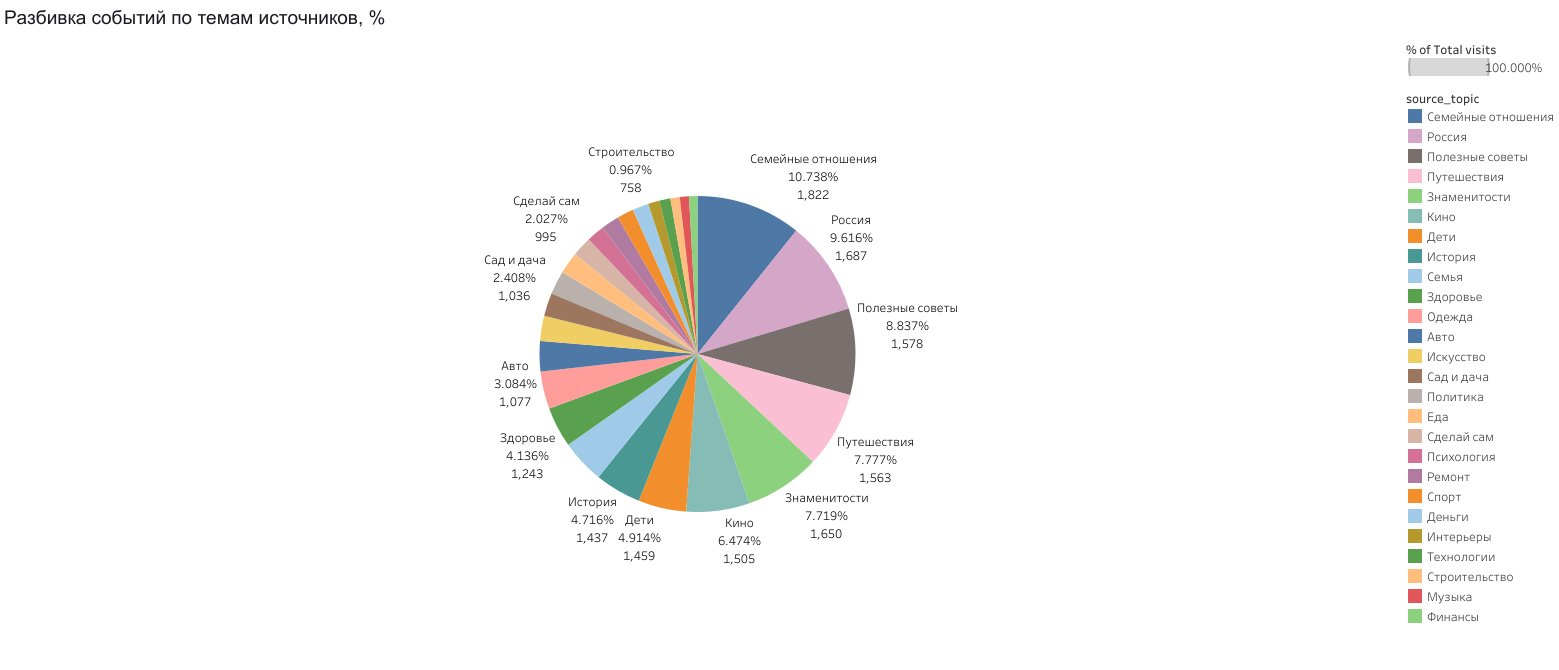 Разбивка событий по темам источников, %
Строительство
0.967%
758
Семейные отношения
10.738%
1,822
Россия
9.616%
1,687
Полезные советы
8.837%
1,578
Путешествия
7.777%
1,563
Знаменитости
7.719%
1,650
Кино
6.474%
1,505
Дети
4.914%
1,459
История
4.716%
1,437
Здоровье
4.136%
1,243
Авто
3.084%
1,077
Сад и дача
2.408%
1,036
Сделай сам
2.027%
995
% of Total visits
100.000%
source_topic
Семейные отношения
Россия
Полезные советы
Путешествия
Знаменитости
Кино
Дети
История
Семья
Здоровье
Одежда
Авто
Искусство
Сад и дача
Политика
Еда
Сделай сам
Психология
Ремонт
Спорт
Деньги
Интерьеры
Технологии
Строительство
Музыка
Финансы